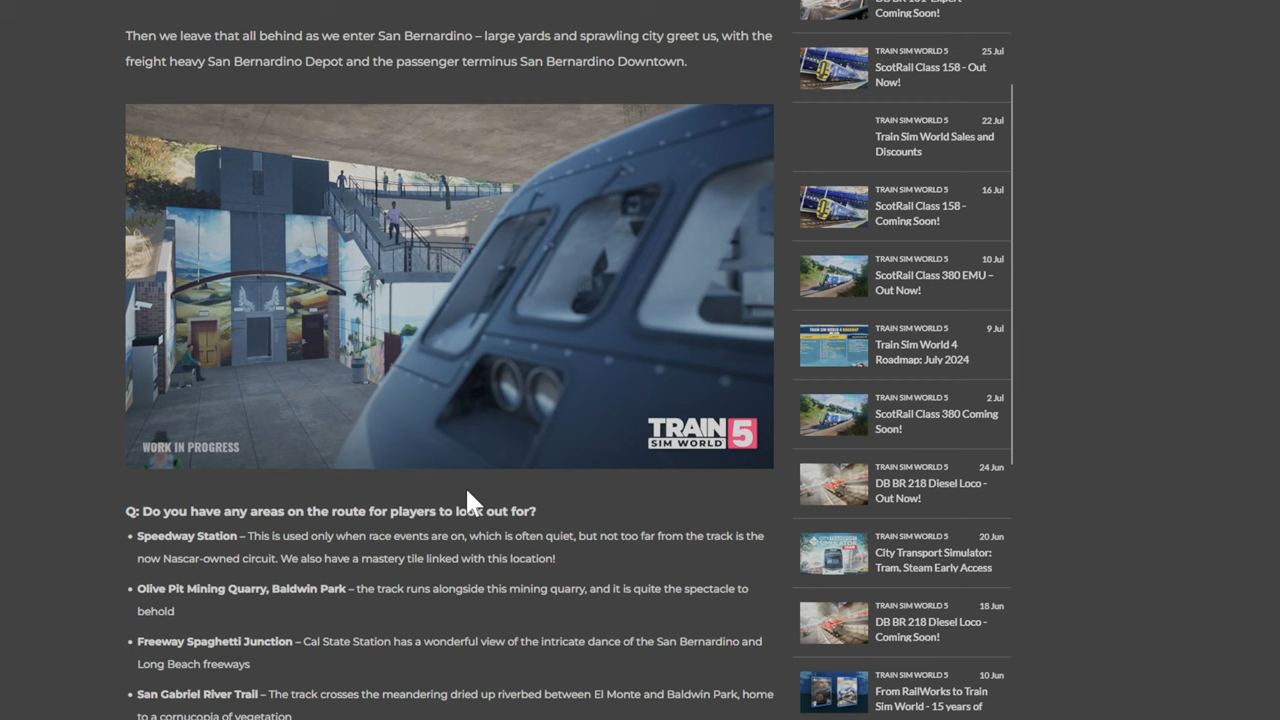 Then we leave that all behind as we enter San Bernardino – large yards and sprawling city greet us, with the
freight heavy San Bernardino Depot and the passenger terminus San Bernardino Downtown.
WORK IN PROGRESS
TRAIN
SIM WORLD 5
Q: Do you have any areas on the route for players to look out for?
• Speedway Station – This is used only when race events are on, which is often quiet, but not too far from the track is the
now Nascar-owned circuit. We also have a mastery tile linked with this location!
• Olive Pit Mining Quarry, Baldwin Park – the track runs alongside this mining quarry, and it is quite the spectacle to
behold
• Freeway Spaghetti Junction – Cal State Station has a wonderful view of the intricate dance of the San Bernardino and
Long Beach freeways
• San Gabriel River Trail – The track crosses the meandering dried up riverbed between El Monte and Baldwin Park, home
to a cornucopia of vegetation
Coming Soon!
TRAIN SIM WORLD 5 25 Jul
ScotRail Class 158 - Out
Now!
TRAIN SIM WORLD 5 22 Jul
Train Sim World Sales and
Discounts
TRAIN SIM WORLD 5 16 Jul
ScotRail Class 158 -
Coming Soon!
TRAIN SIM WORLD 5 10 Jul
ScotRail Class 380 EMU –
Out Now!
TRAIN SIM WORLD 5 9 Jul
Train Sim World 4
Roadmap: July 2024
TRAIN SIM WORLD 5 2 Jul
ScotRail Class 380 Coming
Soon!
TRAIN SIM WORLD 5 24 Jun
DB BR 218 Diesel Loco -
Out Now!
TRAIN SIM WORLD 5 20 Jun
City Transport Simulator:
Tram, Steam Early Access
TRAIN SIM WORLD 5 18 Jun
DB BR 218 Diesel Loco -
Coming Soon!
TRAIN SIM WORLD 5 10 Jun
From RailWorks to Train
Sim World - 15 years of